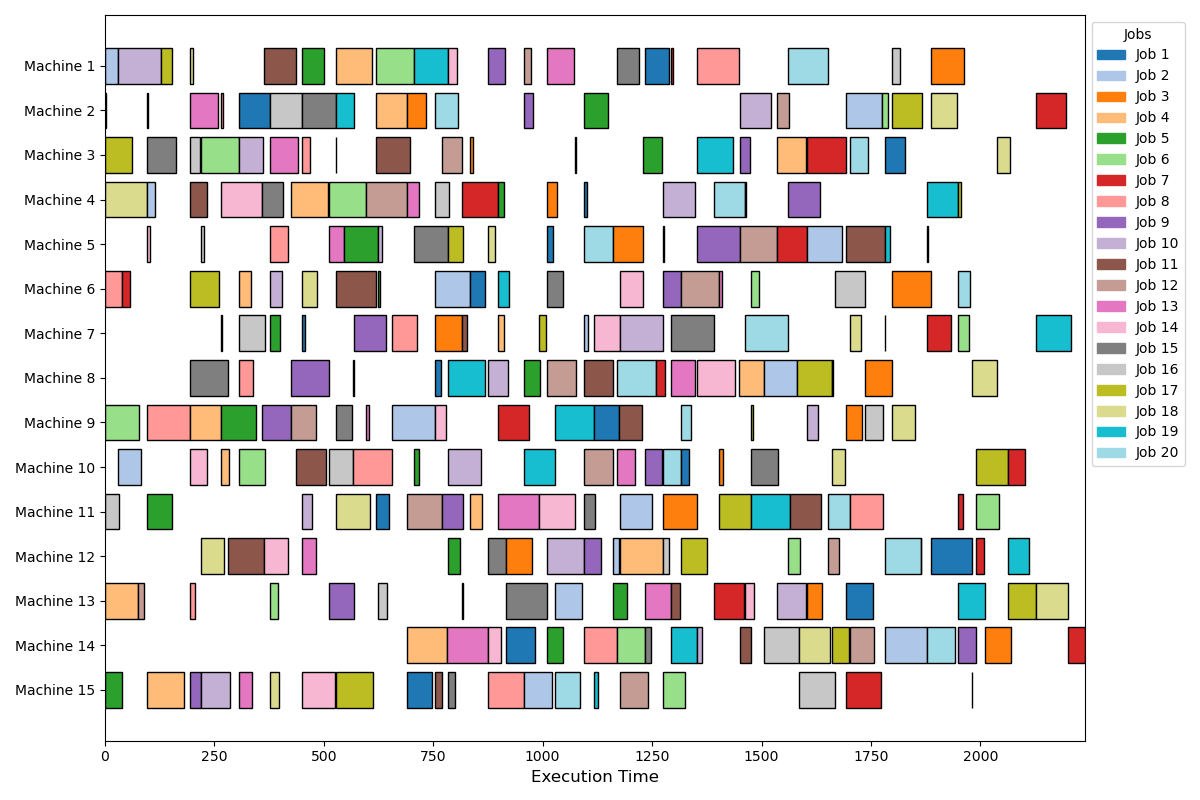 Machine 1
Machine 2
Machine 3
Machine 4
Machine 5
Machine 6
Machine 7
Machine 8
Machine 9
Machine 10
Machine 11
Machine 12
Machine 13
Machine 14
Machine 15
0 250 500 750 1000 1250 1500 1750 2000
Execution Time
Jobs
Job 1
Job 2
Job 3
Job 4
Job 5
Job 6
Job 7
Job 8
Job 9
Job 10
Job 11
Job 12
Job 13
Job 14
Job 15
Job 16
Job 17
Job 18
Job 19
Job 20